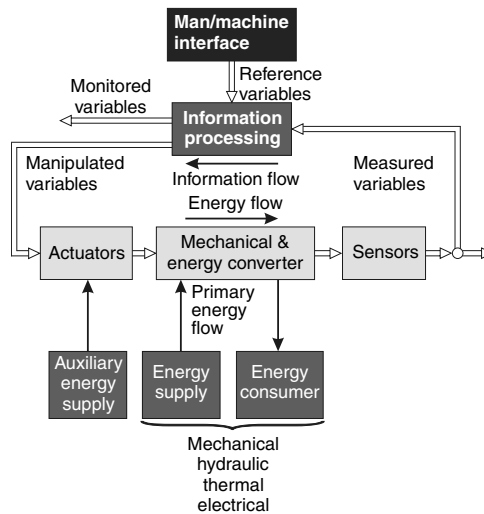 Man/machine
interface
Monitored
variables
Reference
variables
Information
processing
Manipulated
variables
Measured
variables
Information flow
Energy flow
Actuators
Mechanical &
energy converter
Sensors
Primary
energy
flow
Auxiliary
energy
supply
Energy
supply
Energy
consumer
Mechanical
hydraulic
thermal
electrical